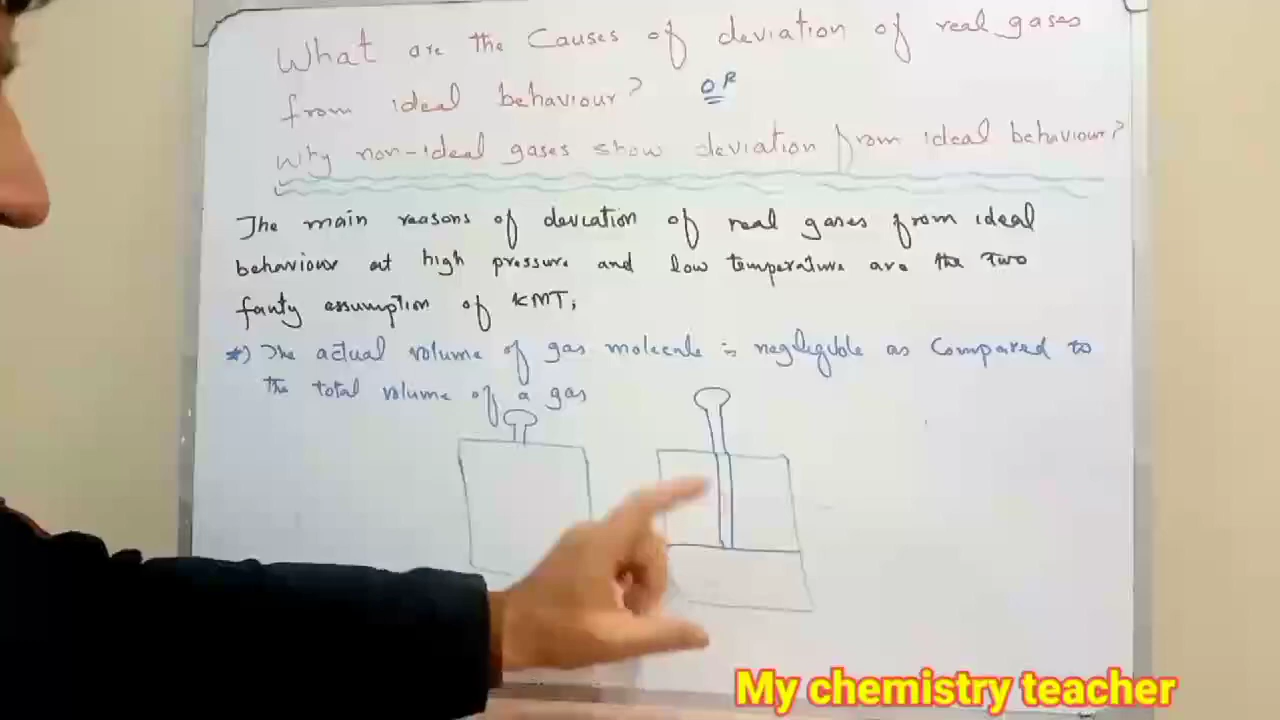 What are the Causes of deviation of real gases
from ideal behaviour? OR
Why non-ideal gases show deviation from ideal behaviour?
The main reasons of deviation of real gases from ideal
behaviour at high pressure and low temperature are the two
faulty assumption of KMT;
*) The actual volume of gas molecule is negligible as Compared to
the total volume of a gas
My chemistry teacher